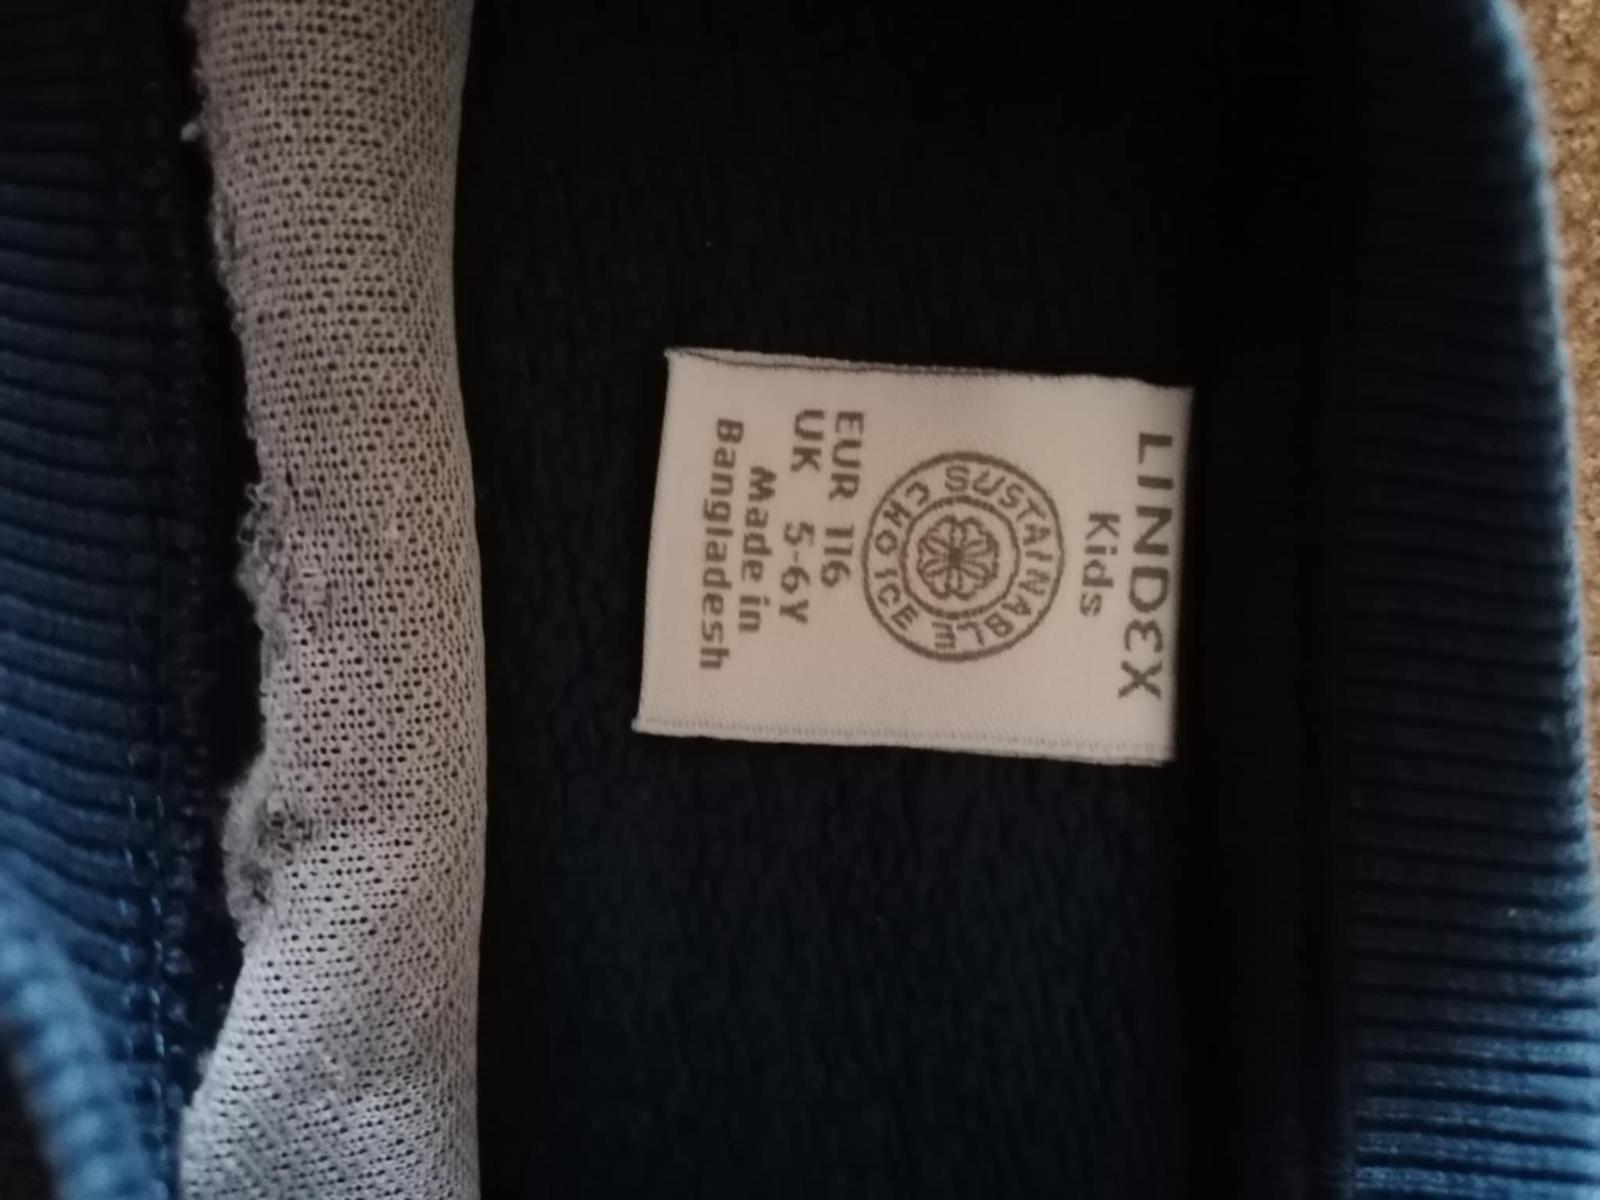 LINDEX
Kids
SUSTAINABLE CHOICE
EUR 116
UK 5-6Y
Made in
Bangladesh